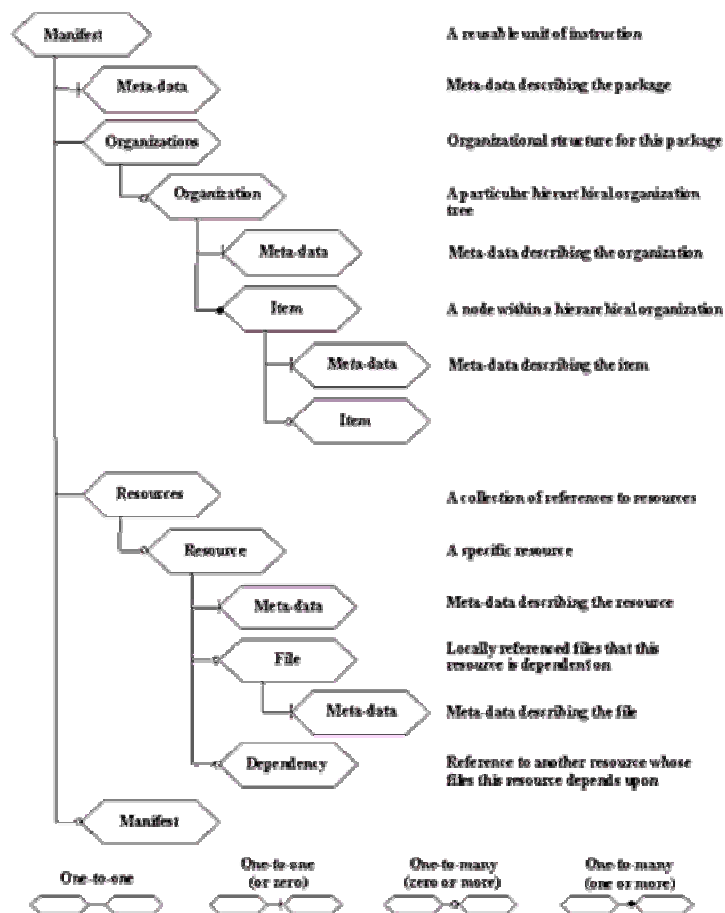 Manifest A reusable unit of instruction
Meta-data Meta-data describing the package
Organizations Organizational structure for this package
Organization A particular hierarchical organization
tree
Meta-data Meta-data describing the organization
Item A node within a hierarchical organization
Meta-data Meta-data describing the item
Item
Resources A collection of references to resources
Resource A specific resource
Meta-data Meta-data describing the resource
File Locally referenced files that this
resource is dependent on
Meta-data Meta-data describing the file
Dependency Reference to another resource whose
files this resource depends upon
Manifest
One-to-one One-to-one One-to-many One-to-many
(or zero) (zero or more) (one or more)